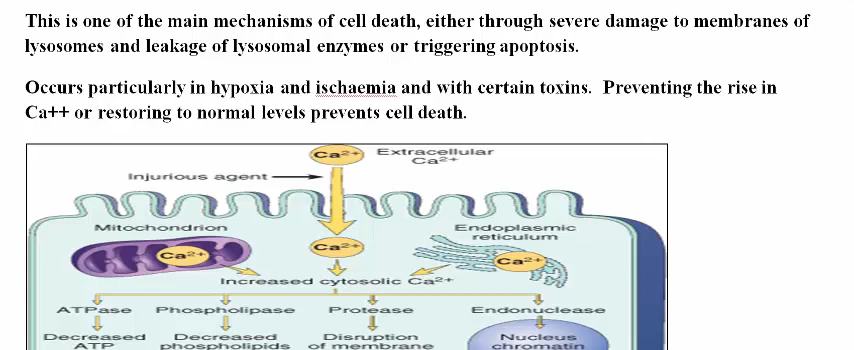 This is one of the main mechanisms of cell death, either through severe damage to membranes of
lysosomes and leakage of lysosomal enzymes or triggering apoptosis.
Occurs particularly in hypoxia and ischaemia and with certain toxins.  Preventing the rise in
Ca++ or restoring to normal levels prevents cell death.
Ca2+ Extracellular
Ca2+
Injurious agent
Mitochondrion Endoplasmic
reticulum
Ca2+
Ca2+ Ca2+
Increased cytosolic Ca2+
ATPase Phospholipase Protease Endonuclease
Decreased Decreased Disruption Nucleus
ATP phospholipids of membrane chromatin